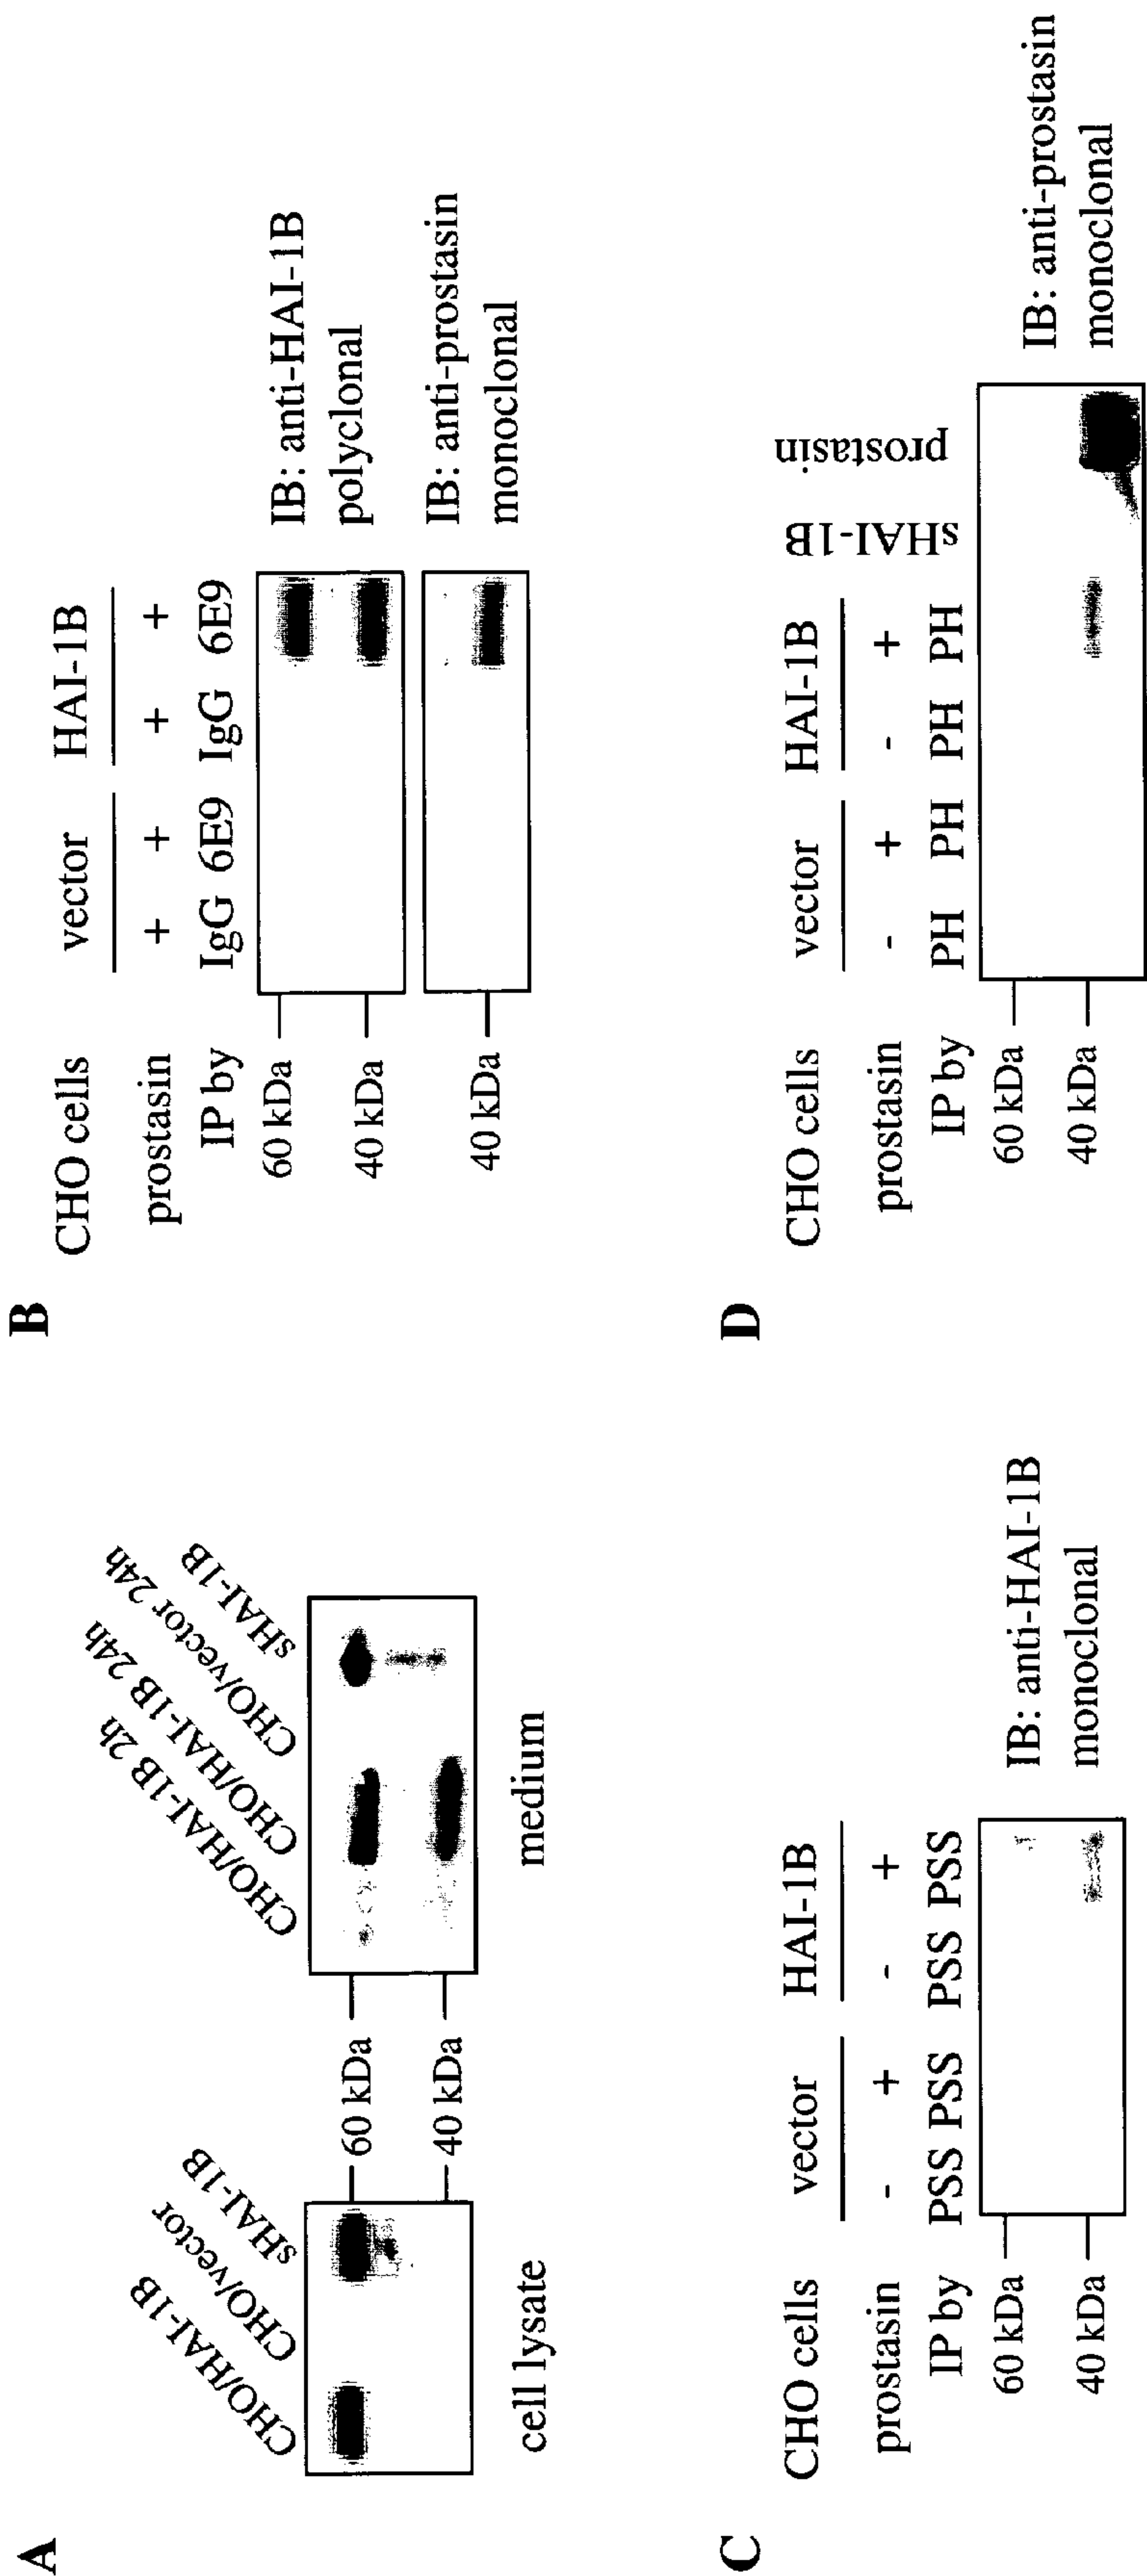 A
CHO/HAI-1B
CHO/vector
sHAI-1B
60 kDa
40 kDa
cell lysate
CHO/HAI-1B 2h
CHO/HAI-1B 24h
CHO/vector 24h
sHAI-1B
medium
B
CHO cells vector HAI-1B
prostasin + + + +
IP by IgG 6E9 IgG 6E9
60 kDa
40 kDa
IB: anti-HAI-1B
polyclonal
40 kDa
IB: anti-prostasin
monoclonal
C
CHO cells vector HAI-1B
prostasin - + - +
IP by PSS PSS PSS PSS
60 kDa
40 kDa
IB: anti-HAI-1B
monoclonal
D
CHO cells vector HAI-1B
prostasin - + - +
IP by PH PH PH PH
sHAI-1B
prostasin
60 kDa
40 kDa
IB: anti-prostasin
monoclonal